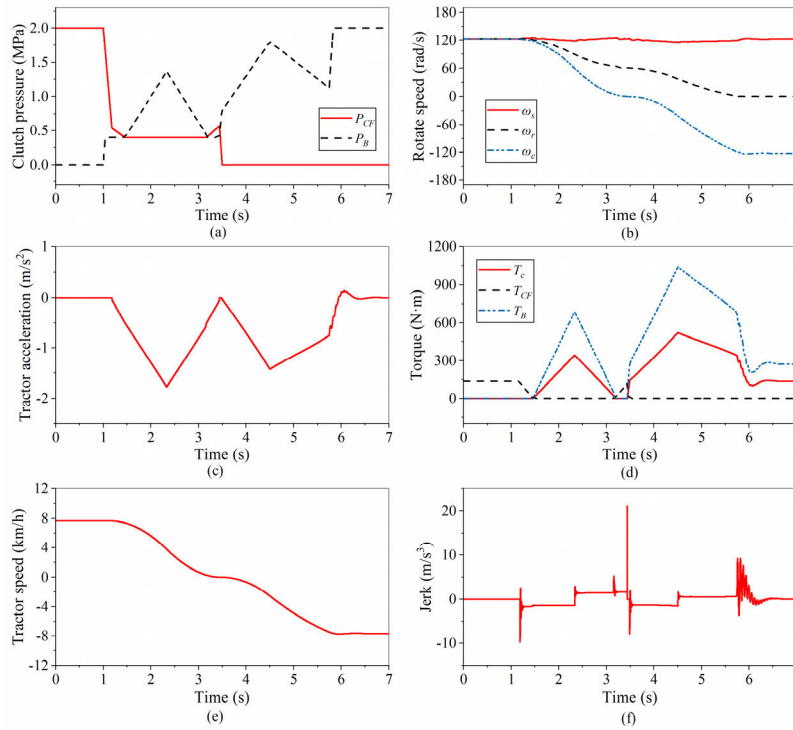 2.0
1.5
1.0
0.5
0.0
Clutch pressure (MPa)
P_CF
P_B
0 1 2 3 4 5 6 7
Time (s)
(a)
180
120
60
0
-60
-120
-180
Rotate speed (rad/s)
ω_s
ω_r
ω_c
0 1 2 3 4 5 6 7
Time (s)
(b)
1
0
-1
-2
Tractor acceleration (m/s²)
0 1 2 3 4 5 6 7
Time (s)
(c)
1200
900
600
300
0
Torque (N·m)
T_c
T_CF
T_B
0 1 2 3 4 5 6 7
Time (s)
(d)
12
8
4
0
-4
-8
-12
Tractor speed (km/h)
0 1 2 3 4 5 6 7
Time (s)
(e)
20
10
0
-10
Jerk (m/s³)
0 1 2 3 4 5 6 7
Time (s)
(f)